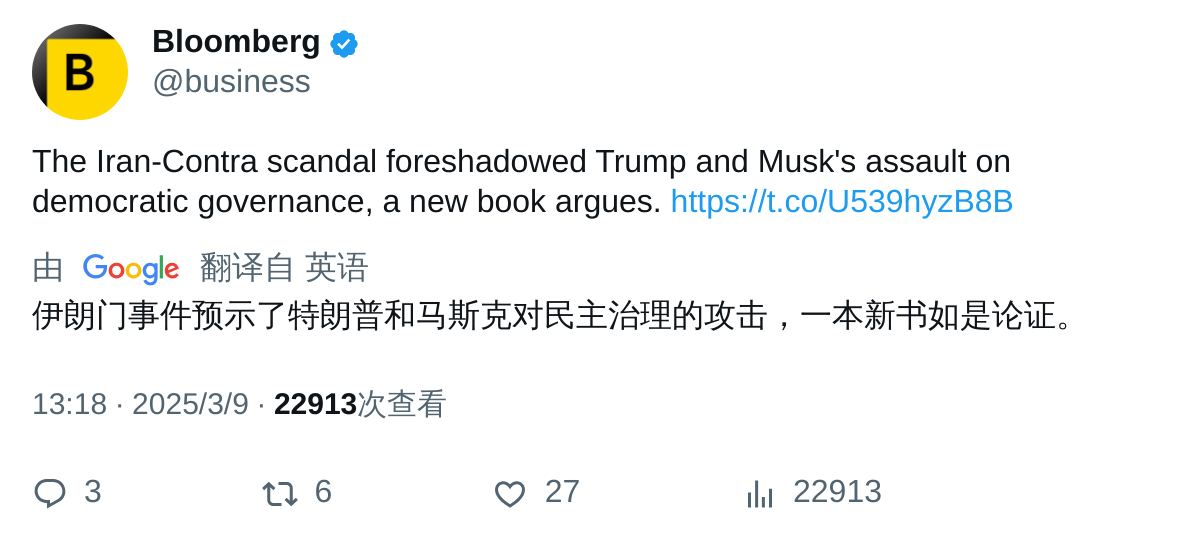 B
Bloomberg
@business
The Iran-Contra scandal foreshadowed Trump and Musk's assault on
democratic governance, a new book argues. https://t.co/U539hyzB8B
由 Google 翻译自 英语
伊朗门事件预示了特朗普和马斯克对民主治理的攻击，一本新书如是论证。
13:18 · 2025/3/9 · 22913次查看
3 6 27 22913